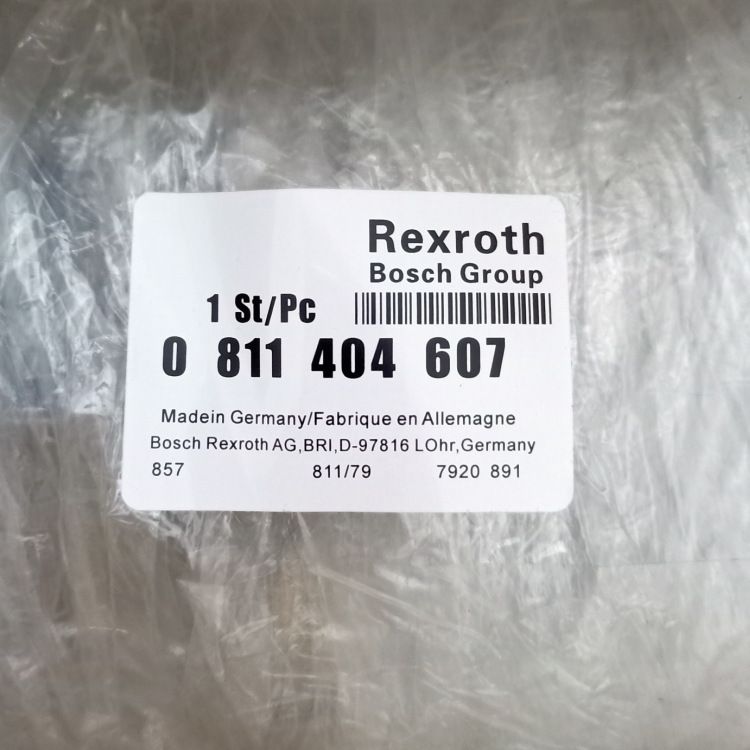 Rexroth
Bosch Group
1 St/Pc
0 811 404 607
Madein Germany/Fabrique en Allemagne
Bosch Rexroth AG,BRI,D-97816 LOhr,Germany
857 811/79 7920 891